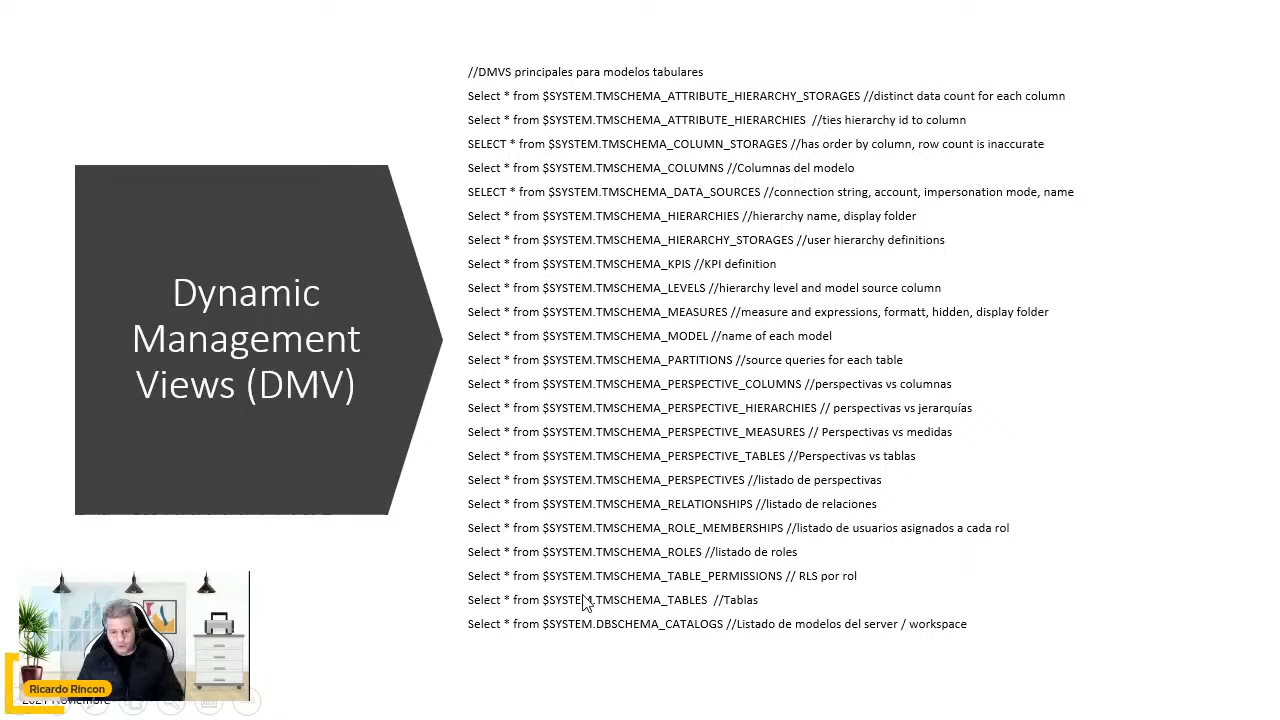 //DMVS principales para modelos tabulares
Select * from $SYSTEM.TMSCHEMA_ATTRIBUTE_HIERARCHY_STORAGES //distinct data count for each column
Select * from $SYSTEM.TMSCHEMA_ATTRIBUTE_HIERARCHIES  //ties hierarchy id to column
SELECT * from $SYSTEM.TMSCHEMA_COLUMN_STORAGES //has order by column, row count is inaccurate
Select * from $SYSTEM.TMSCHEMA_COLUMNS //Columnas del modelo
SELECT * from $SYSTEM.TMSCHEMA_DATA_SOURCES //connection string, account, impersonation mode, name
Select * from $SYSTEM.TMSCHEMA_HIERARCHIES //hierarchy name, display folder
Select * from $SYSTEM.TMSCHEMA_HIERARCHY_STORAGES //user hierarchy definitions
Select * from $SYSTEM.TMSCHEMA_KPIS //KPI definition
Select * from $SYSTEM.TMSCHEMA_LEVELS //hierarchy level and model source column
Select * from $SYSTEM.TMSCHEMA_MEASURES //measure and expressions, formatt, hidden, display folder
Select * from $SYSTEM.TMSCHEMA_MODEL //name of each model
Select * from $SYSTEM.TMSCHEMA_PARTITIONS //source queries for each table
Select * from $SYSTEM.TMSCHEMA_PERSPECTIVE_COLUMNS //perspectivas vs columnas
Select * from $SYSTEM.TMSCHEMA_PERSPECTIVE_HIERARCHIES // perspectivas vs jerarquías
Select * from $SYSTEM.TMSCHEMA_PERSPECTIVE_MEASURES // Perspectivas vs medidas
Select * from $SYSTEM.TMSCHEMA_PERSPECTIVE_TABLES //Perspectivas vs tablas
Select * from $SYSTEM.TMSCHEMA_PERSPECTIVES //listado de perspectivas
Select * from $SYSTEM.TMSCHEMA_RELATIONSHIPS //listado de relaciones
Select * from $SYSTEM.TMSCHEMA_ROLE_MEMBERSHIPS //listado de usuarios asignados a cada rol
Select * from $SYSTEM.TMSCHEMA_ROLES //listado de roles
Select * from $SYSTEM.TMSCHEMA_TABLE_PERMISSIONS // RLS por rol
Select * from $SYSTEM.TMSCHEMA_TABLES  //Tablas
Select * from $SYSTEM.DBSCHEMA_CATALOGS //Listado de modelos del server / workspace
Dynamic
Management
Views (DMV)
Ricardo Rincon